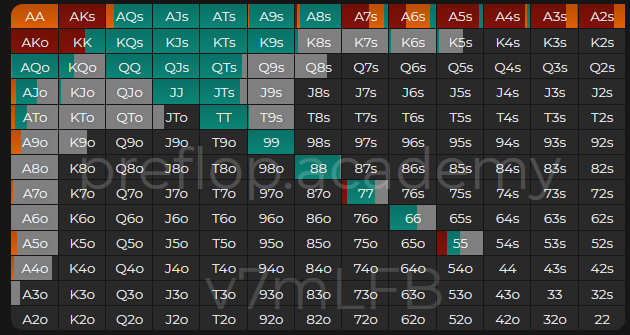 AA AKs AQs AJs ATs A9s A8s A7s A6s A5s A4s A3s A2s
AKo KK KQs KJs KTs K9s K8s K7s K6s K5s K4s K3s K2s
AQo KQo QQ QJs QTs Q9s Q8s Q7s Q6s Q5s Q4s Q3s Q2s
AJo KJo QJo JJ JTs J9s J8s J7s J6s J5s J4s J3s J2s
ATo KTo QTo JTo TT T9s T8s T7s T6s T5s T4s T3s T2s
A9o K9o Q9o J9o T9o 99 98s 97s 96s 95s 94s 93s 92s
A8o K8o Q8o J8o T8o 98o 88 87s 86s 85s 84s 83s 82s
preflop.academy
A7o K7o Q7o J7o T7o 97o 87o 77 76s 75s 74s 73s 72s
A6o K6o Q6o J6o T6o 96o 86o 76o 66 65s 64s 63s 62s
A5o K5o Q5o J5o T5o 95o 85o 75o 65o 55 54s 53s 52s
A4o K4o Q4o J4o T4o 94o 84o 74o 64o 54o 44 43s 42s
v7mLFB
A3o K3o Q3o J3o T3o 93o 83o 73o 63o 53o 43o 33 32s
A2o K2o Q2o J2o T2o 92o 82o 72o 62o 52o 42o 32o 22